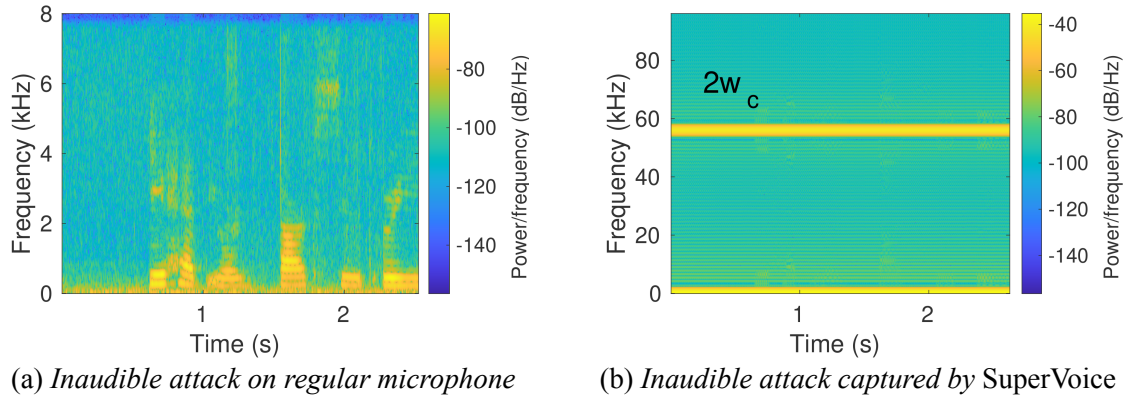 8
6
4
2
0
Frequency (kHz)
1
2
Time (s)
-80
-100
-120
-140
Power/frequency (dB/Hz)
(a) Inaudible attack on regular microphone
80
60
40
20
0
Frequency (kHz)
2w c
1
2
Time (s)
-40
-60
-80
-100
-120
-140
Power/frequency (dB/Hz)
(b) Inaudible attack captured by SuperVoice